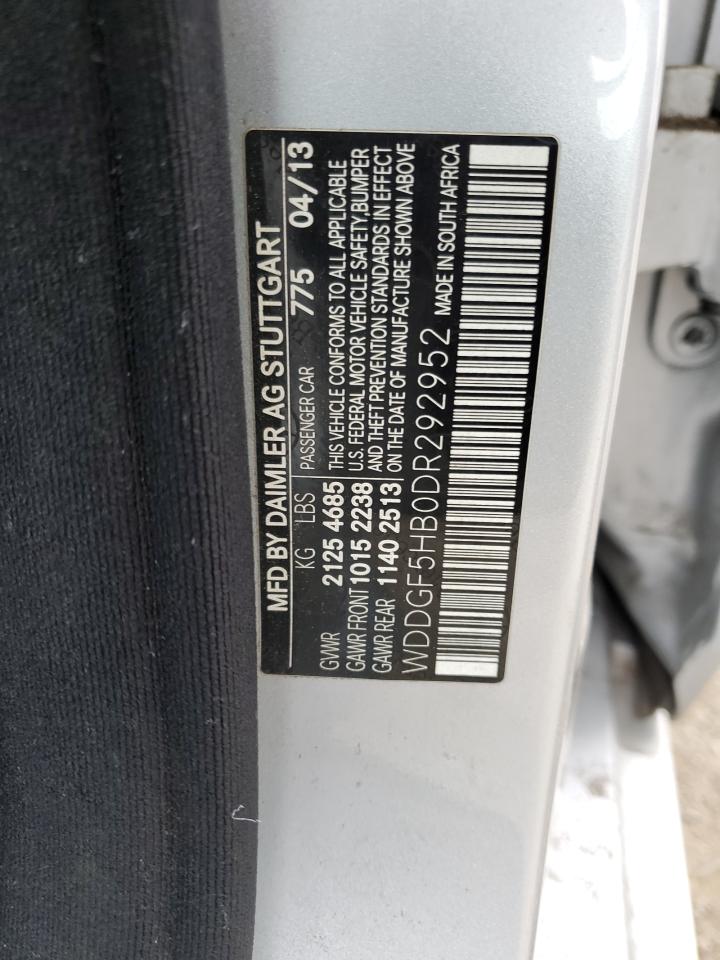 MFD BY DAIMLER AG STUTTGART
KG LBS PASSENGER CAR 775 04/13
GVWR 2125 4685 THIS VEHICLE CONFORMS TO ALL APPLICABLE
GAWR FRONT 1015 2238 U.S. FEDERAL MOTOR VEHICLE SAFETY, BUMPER
GAWR REAR 1140 2513 AND THEFT PREVENTION STANDARDS IN EFFECT
ON THE DATE OF MANUFACTURE SHOWN ABOVE
WDDGF5HB0DR292952 MADE IN SOUTH AFRICA